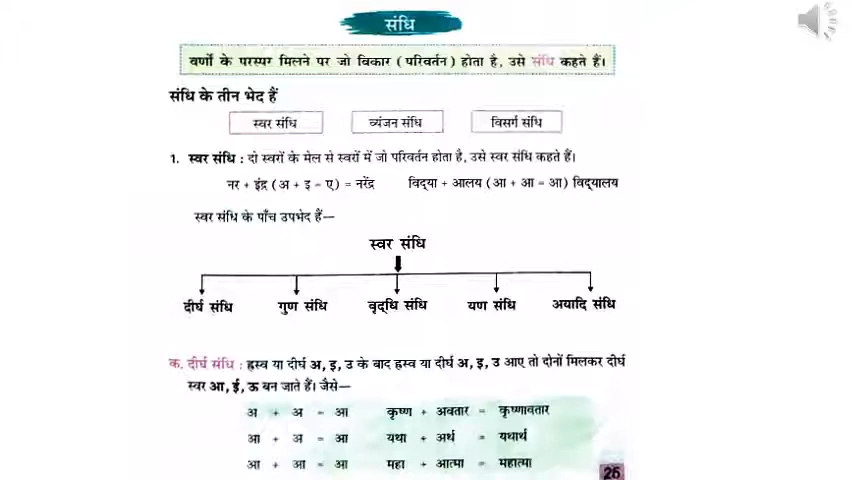 संधि
वर्णों के परस्पर मिलने पर जो विकार (परिवर्तन) होता है, उसे संधि कहते हैं।
संधि के तीन भेद हैं
स्वर संधि व्यंजन संधि विसर्ग संधि
1. स्वर संधि : दो स्वरों के मेल से स्वरों में जो परिवर्तन होता है, उसे स्वर संधि कहते हैं।
नर + इंद्र (अ + इ = ए) = नरेंद्र विद्‌या + आलय (आ + आ = आ) विद्‌यालय
स्वर संधि के पाँच उपभेद हैं—
स्वर संधि
दीर्घ संधि गुण संधि वृद्‌धि संधि यण संधि अयादि संधि
क. दीर्घ संधि : ह्रस्व या दीर्घ अ, इ, उ के बाद ह्रस्व या दीर्घ अ, इ, उ आए तो दोनों मिलकर दीर्घ
स्वर आ, ई, ऊ बन जाते हैं। जैसे—
अ + अ = आ कृष्ण + अवतार = कृष्णावतार
आ + अ = आ यथा + अर्थ = यथार्थ
आ + आ = आ महा + आत्मा = महात्मा
26